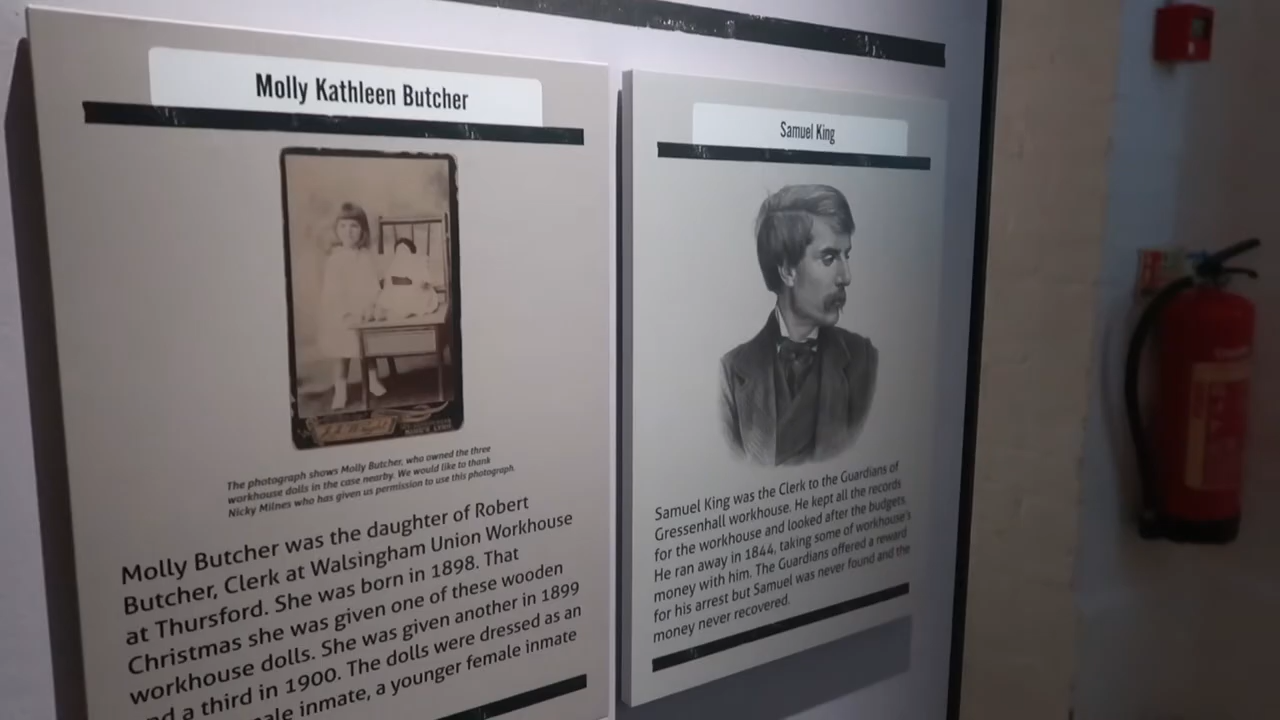 Molly Kathleen Butcher
The photograph shows Molly Butcher, who owned the three
workhouse dolls in the case nearby. We would like to thank
Nicky Milnes who has given us permission to use this photograph.
Molly Butcher was the daughter of Robert
Butcher, Clerk at Walsingham Union Workhouse
at Thursford. She was born in 1898. That
Christmas she was given one of these wooden
workhouse dolls. She was given another in 1899
a third in 1900. The dolls were dressed as an
inmate, a younger female inmate
Samuel King
Samuel King was the Clerk to the Guardians of
Gressenhall workhouse. He kept all the records
for the workhouse and looked after the budgets.
He ran away in 1844, taking some of workhouse's
money with him. The Guardians offered a reward
for his arrest but Samuel was never found and the
money never recovered.